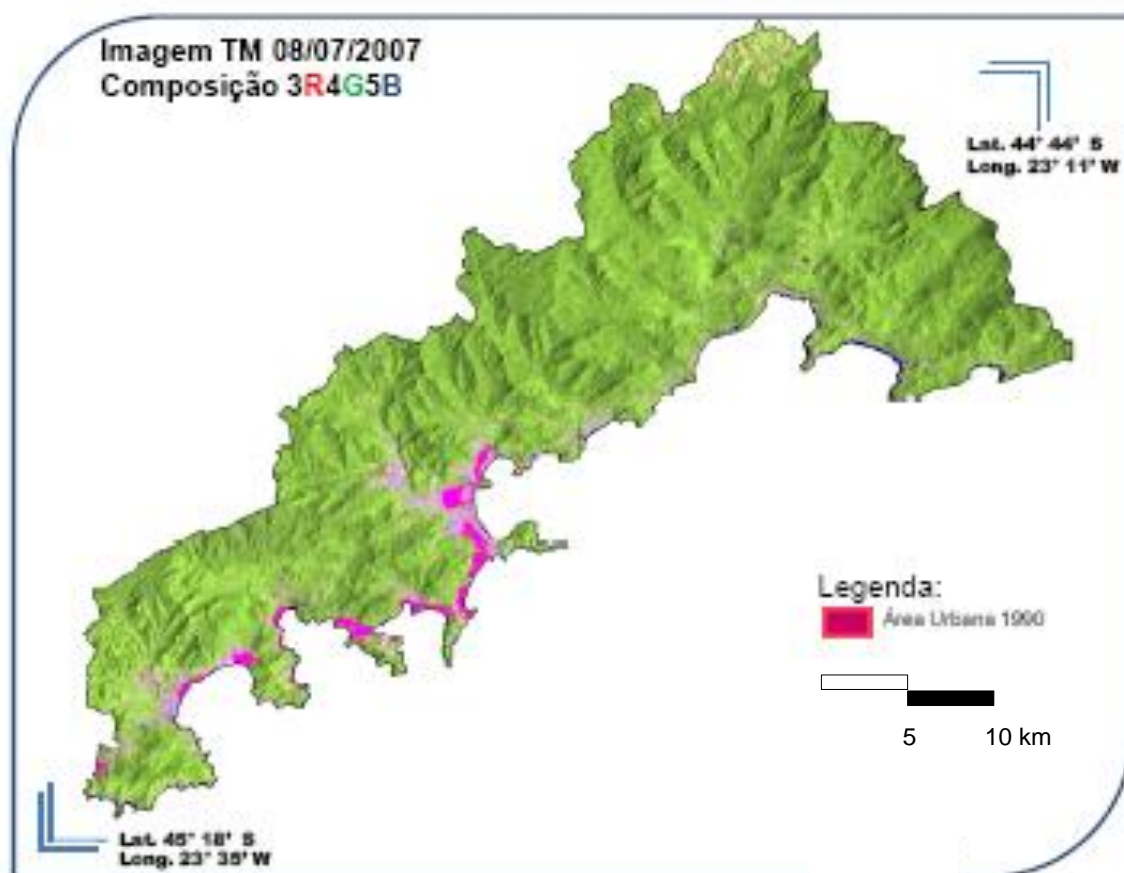 Imagem TM 08/07/2007
Composição 3R4G5B
Lat. 44° 44' S
Long. 23° 11' W
Legenda:
Área Urbana 1990
5 10 km
Lat. 45° 18' S
Long. 23° 35' W